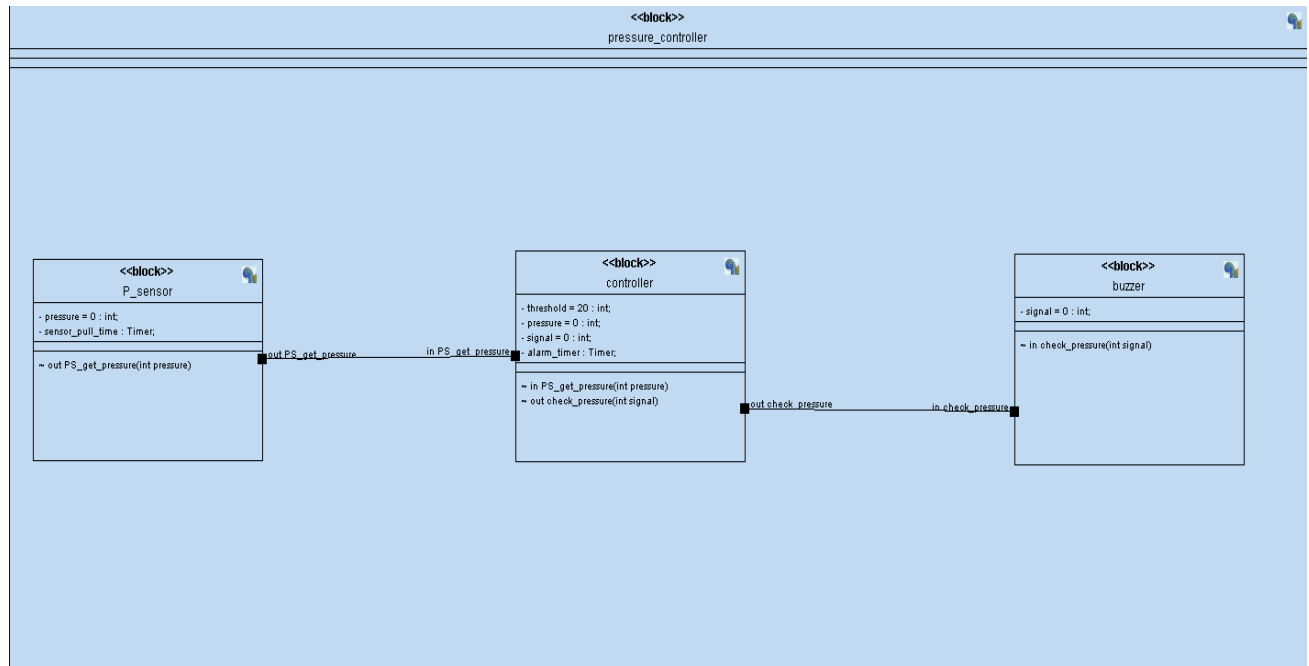 <<block>>
pressure_controller
<<block>>
P_sensor
- pressure = 0 : int;
- sensor_pull_time : Timer;
~ out PS_get_pressure(int pressure)
out PS_get_pressure
in PS_get_pressure
<<block>>
controller
- threshold = 20 : int;
- pressure = 0 : int;
- signal = 0 : int;
- alarm_timer : Timer;
~ in PS_get_pressure(int pressure)
~ out check_pressure(int signal)
out check_pressure
in check_pressure
<<block>>
buzzer
- signal = 0 : int;
~ in check_pressure(int signal)